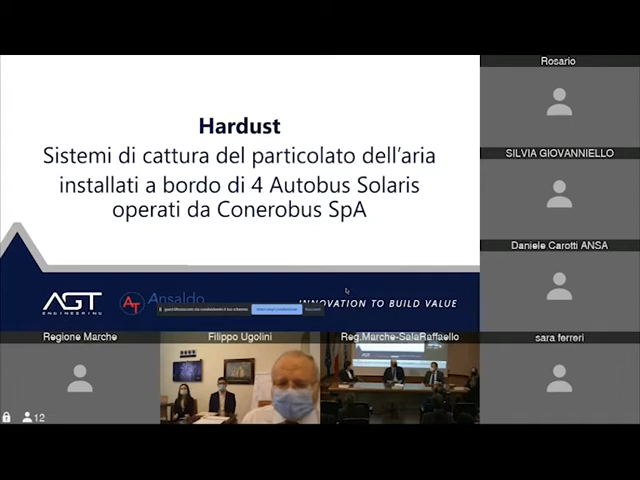 Hardust
Sistemi di cattura del particolato dell'aria
installati a bordo di 4 Autobus Solaris
operati da Conerobus SpA
AGT
ENGINEERING
AT
Ansaldo
INNOVATION TO BUILD VALUE
Rosario
SILVIA GIOVANNIELLO
Daniele Carotti ANSA
sara ferreri
Regione Marche
Filippo Ugolini
Reg.Marche-SalaRaffaello
12